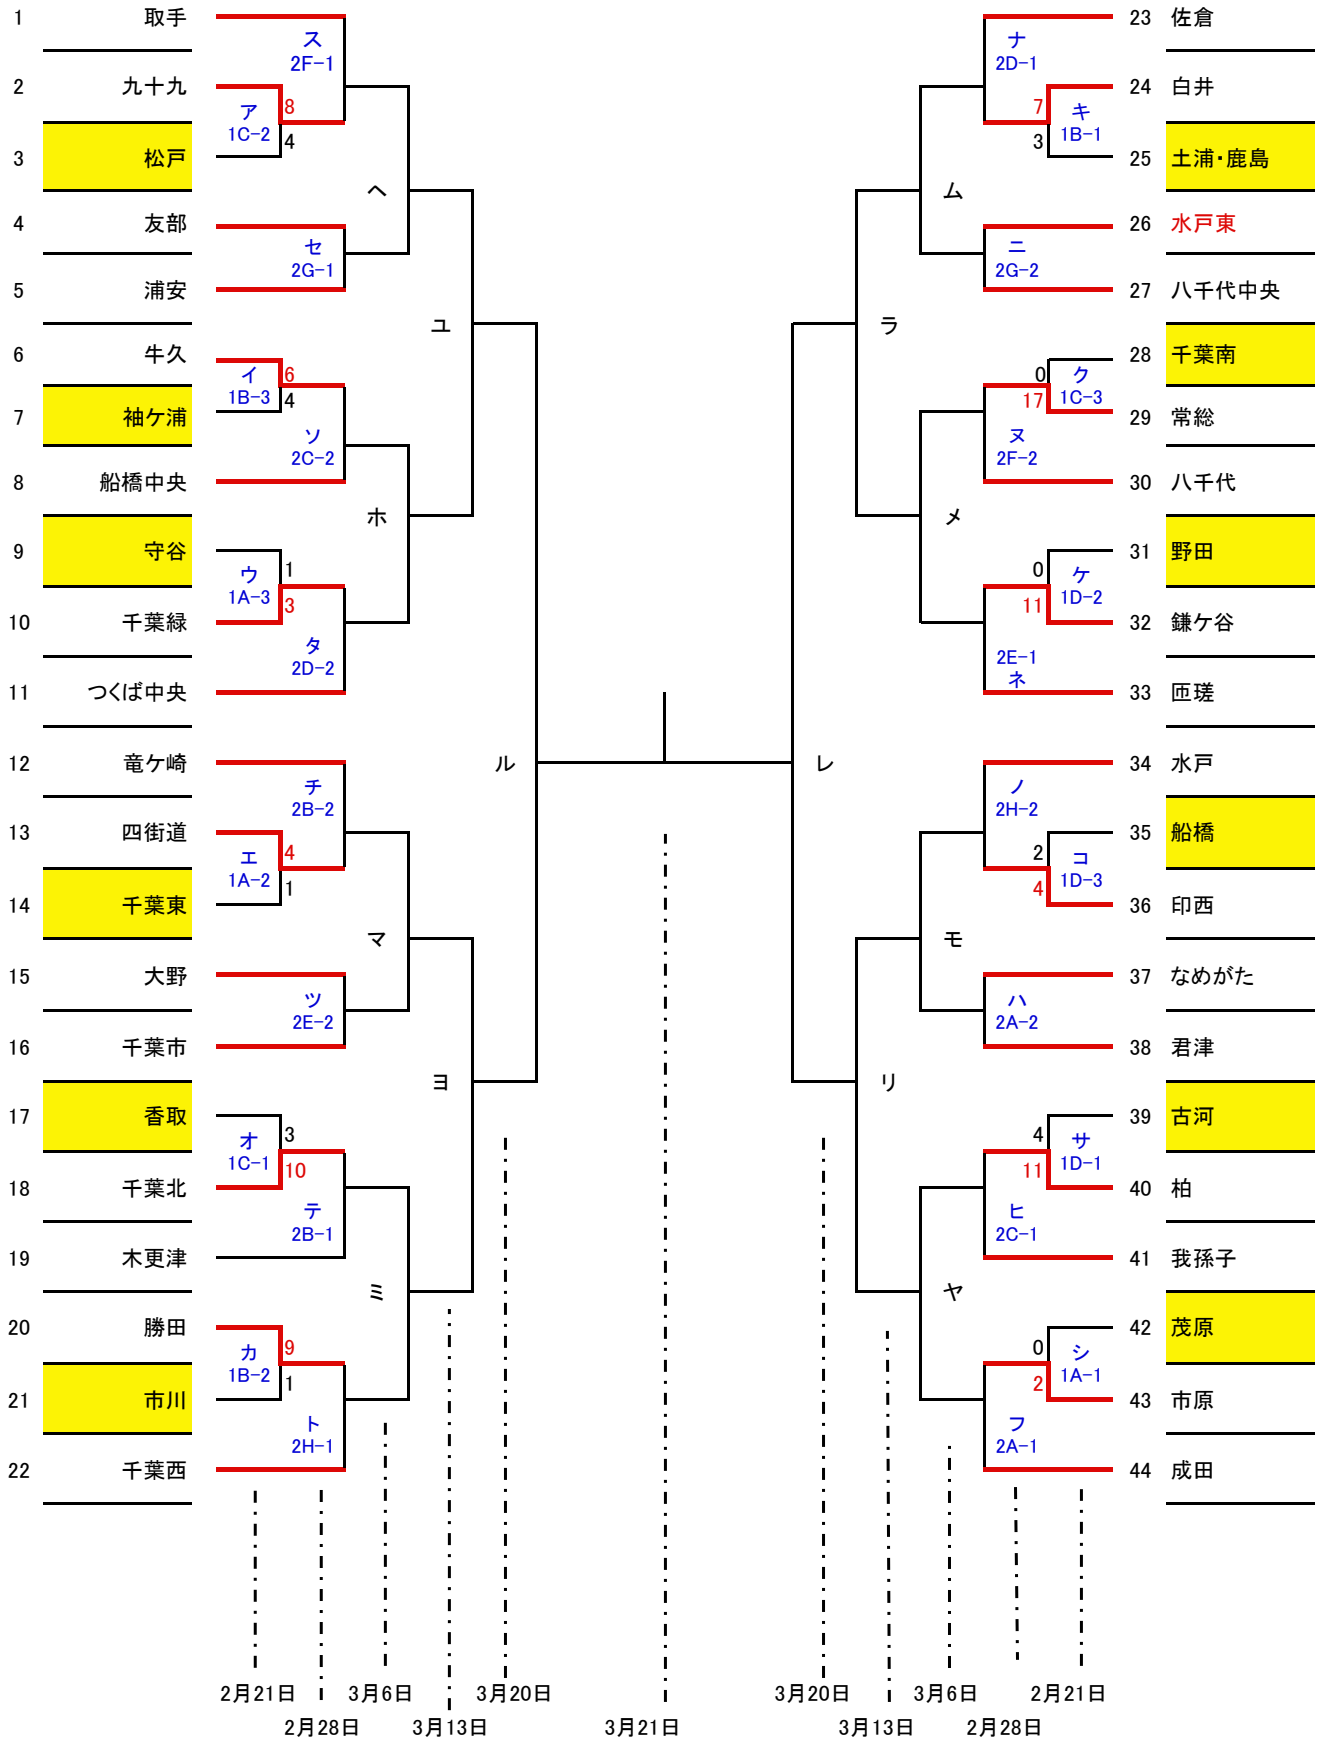 1 取手
ス
2F-1
2 九十九
ア
1C-2
8
4
3 松戸
ヘ
4 友部
セ
2G-1
5 浦安
ユ
6 牛久
イ
1B-3
6
4
7 袖ケ浦
ソ
2C-2
8 船橋中央
ホ
9 守谷
ウ
1A-3
1
3
10 千葉緑
タ
2D-2
11 つくば中央
ル
12 竜ケ崎
チ
2B-2
13 四街道
エ
1A-2
4
1
14 千葉東
マ
15 大野
ツ
2E-2
16 千葉市
ヨ
17 香取
オ
1C-1
3
10
18 千葉北
テ
2B-1
19 木更津
ミ
20 勝田
カ
1B-2
9
1
21 市川
ト
2H-1
22 千葉西
23 佐倉
ナ
2D-1
24 白井
キ
1B-1
7
3
25 土浦・鹿島
ム
26 水戸東
ニ
2G-2
27 八千代中央
ラ
28 千葉南
ク
1C-3
0
17
29 常総
ヌ
2F-2
30 八千代
メ
31 野田
ケ
1D-2
0
11
32 鎌ケ谷
2E-1
ネ
33 匝瑳
レ
34 水戸
ノ
2H-2
35 船橋
コ
1D-3
2
4
36 印西
モ
37 なめがた
ハ
2A-2
38 君津
リ
39 古河
サ
1D-1
4
11
40 柏
ヒ
2C-1
41 我孫子
ヤ
42 茂原
シ
1A-1
0
2
43 市原
フ
2A-1
44 成田
2月21日 3月6日 3月20日 3月20日 3月6日 2月21日
2月28日 3月13日 3月21日 3月13日 2月28日